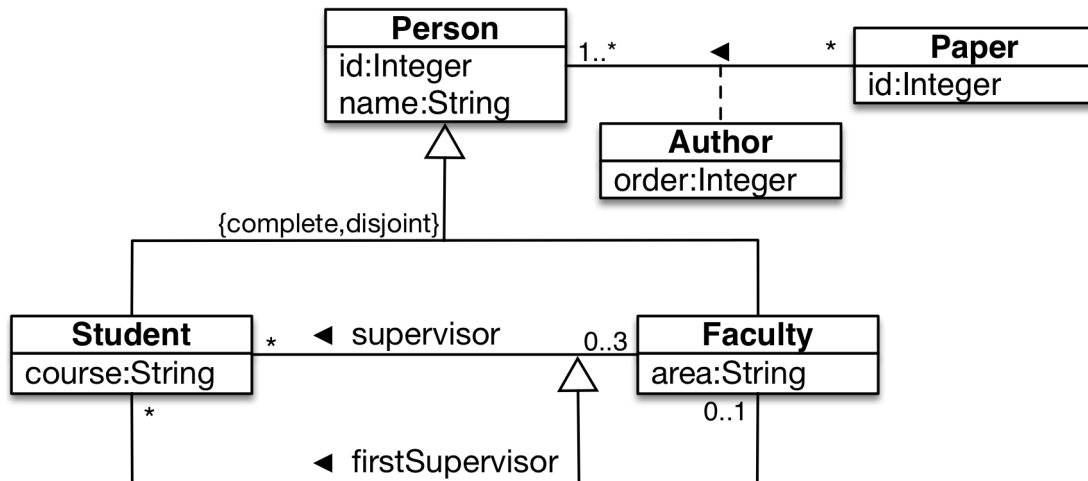 Person
id:Integer
name:String
1..*
◄
*
Paper
id:Integer
Author
order:Integer
{complete,disjoint}
Student
course:String
*
◄ supervisor
0..3
Faculty
area:String
*
0..1
◄ firstSupervisor